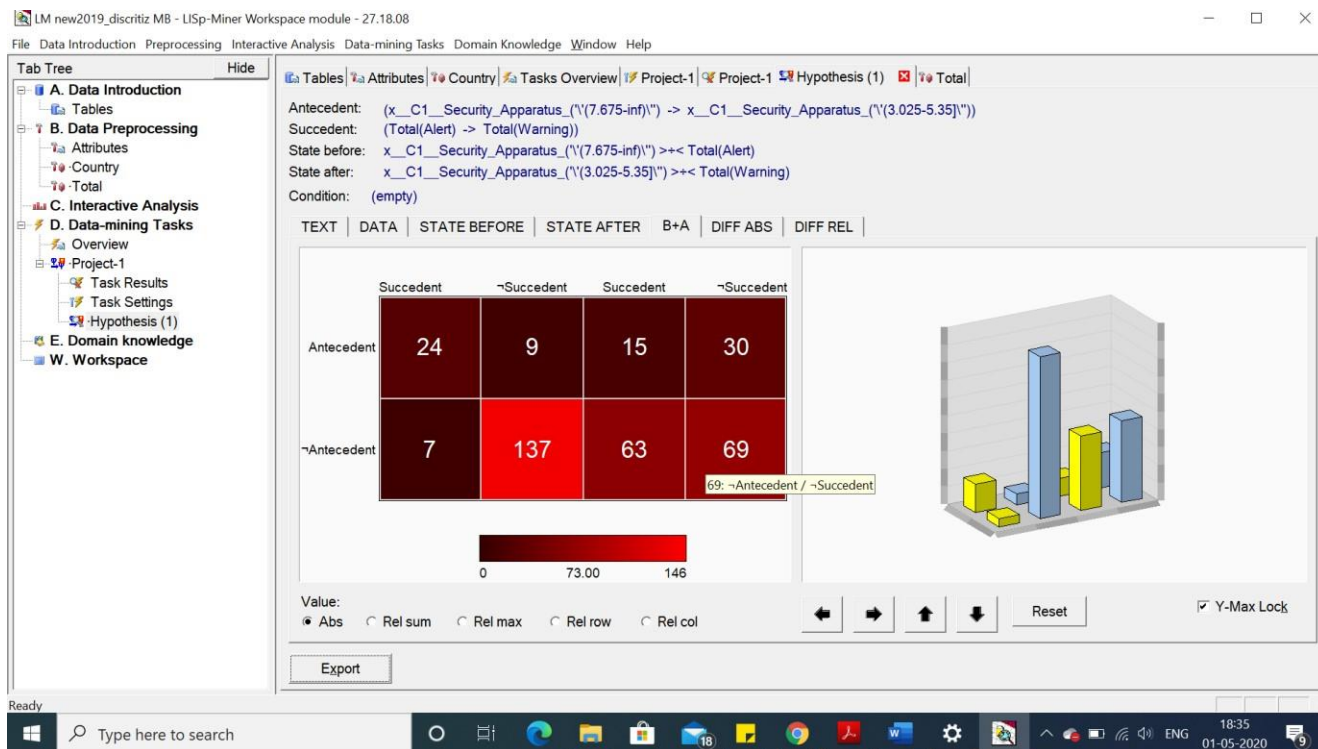 LM new2019_discritiz MB - LISp-Miner Workspace module - 27.18.08
File Data Introduction Preprocessing Interactive Analysis Data-mining Tasks Domain Knowledge Window Help
Tab Tree Hide
A. Data Introduction
Tables
B. Data Preprocessing
Attributes
Country
Total
C. Interactive Analysis
D. Data-mining Tasks
Overview
Project-1
Task Results
Task Settings
Hypothesis (1)
E. Domain knowledge
W. Workspace
Tables Attributes Country Tasks Overview Project-1 Project-1 Hypothesis (1) Total
Antecedent: (x__C1__Security_Apparatus_("\'(7.675-inf)\'') -> x__C1__Security_Apparatus_("\'(3.025-5.35]\''))
Succedent: (Total(Alert) -> Total(Warning))
State before: x__C1__Security_Apparatus_("\'(7.675-inf)\'') >÷< Total(Alert)
State after: x__C1__Security_Apparatus_("\'(3.025-5.35]\'') >÷< Total(Warning)
Condition: (empty)
TEXT DATA STATE BEFORE STATE AFTER B+A DIFF ABS DIFF REL
Succedent ¬Succedent Succedent ¬Succedent
Antecedent 24 9 15 30
¬Antecedent 7 137 63 69
69: ¬Antecedent / ¬Succedent
0 73.00 146
Value:
Abs Rel sum Rel max Rel row Rel col
Reset
Y-Max Lock
Export
Ready
Type here to search
18
ENG
18:35
01-05-2020
9